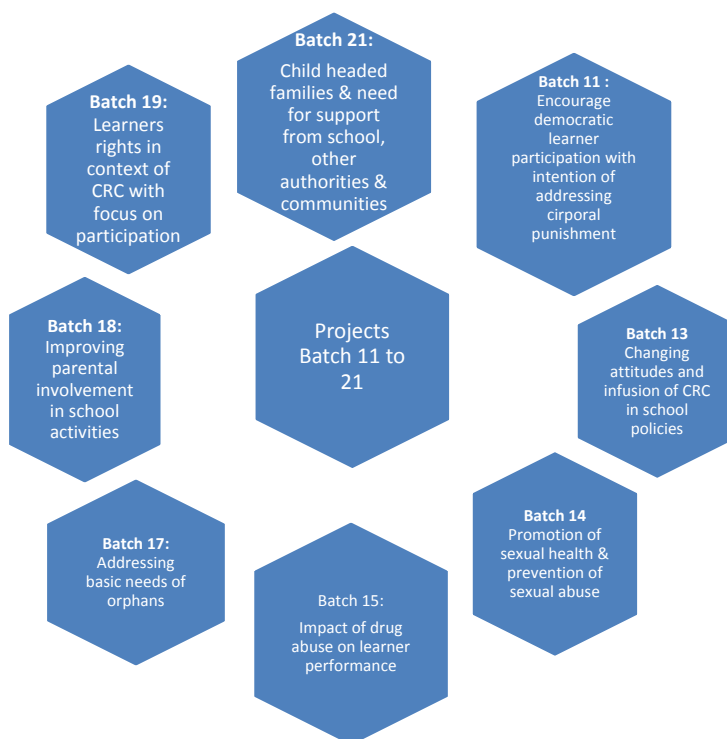 Batch 21:
Child headed
families & need
for support
from school,
other
authorities &
communities
Batch 11 :
Encourage
democratic
learner
participation with
intention of
addressing
cirporal
punishment
Batch 13
Changing
attitudes and
infusion of CRC
in school
policies
Batch 14
Promotion of
sexual health &
prevention of
sexual abuse
Batch 15:
Impact of drug
abuse on learner
performance
Batch 17:
Addressing
basic needs of
orphans
Batch 18:
Improving
parental
involvement
in school
activities
Batch 19:
Learners
rights in
context of
CRC with
focus on
participation
Projects
Batch 11 to
21